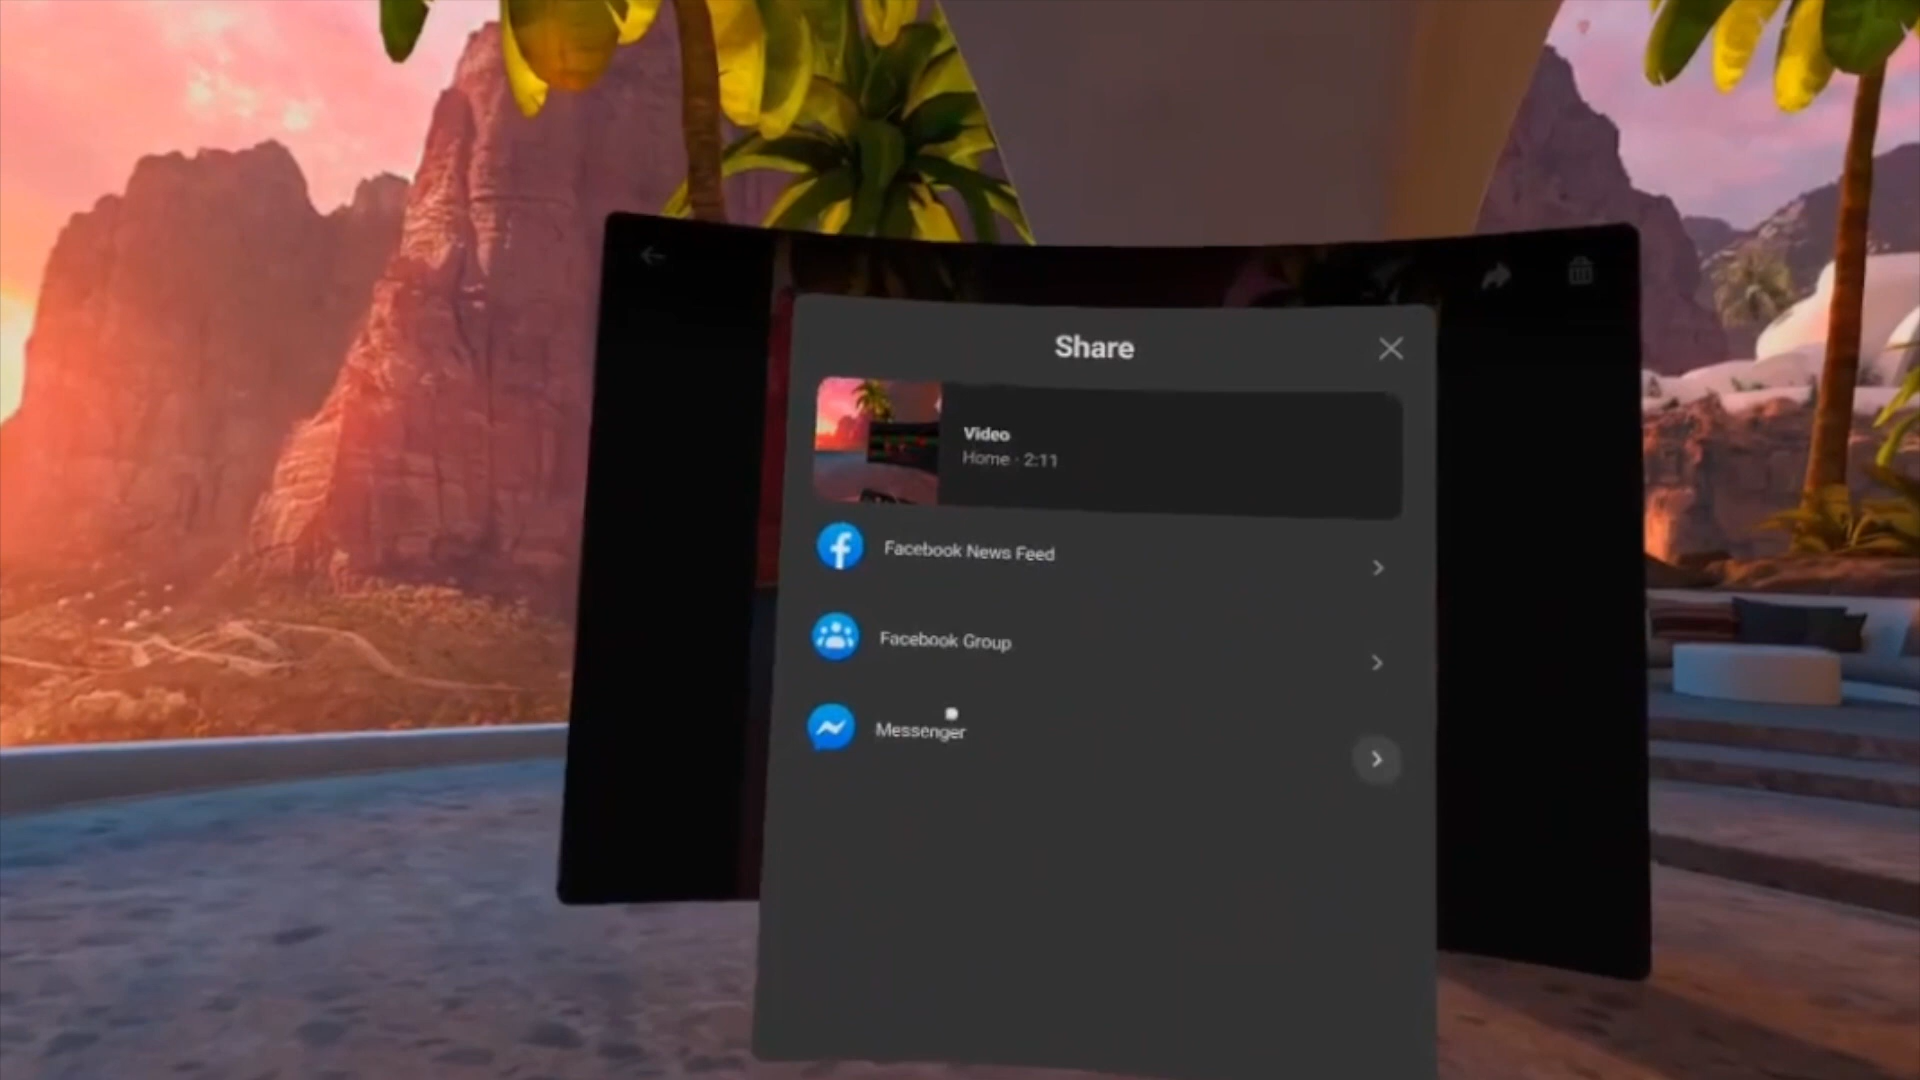 Share
Video
Home · 2:11
Facebook News Feed
Facebook Group
Messenger